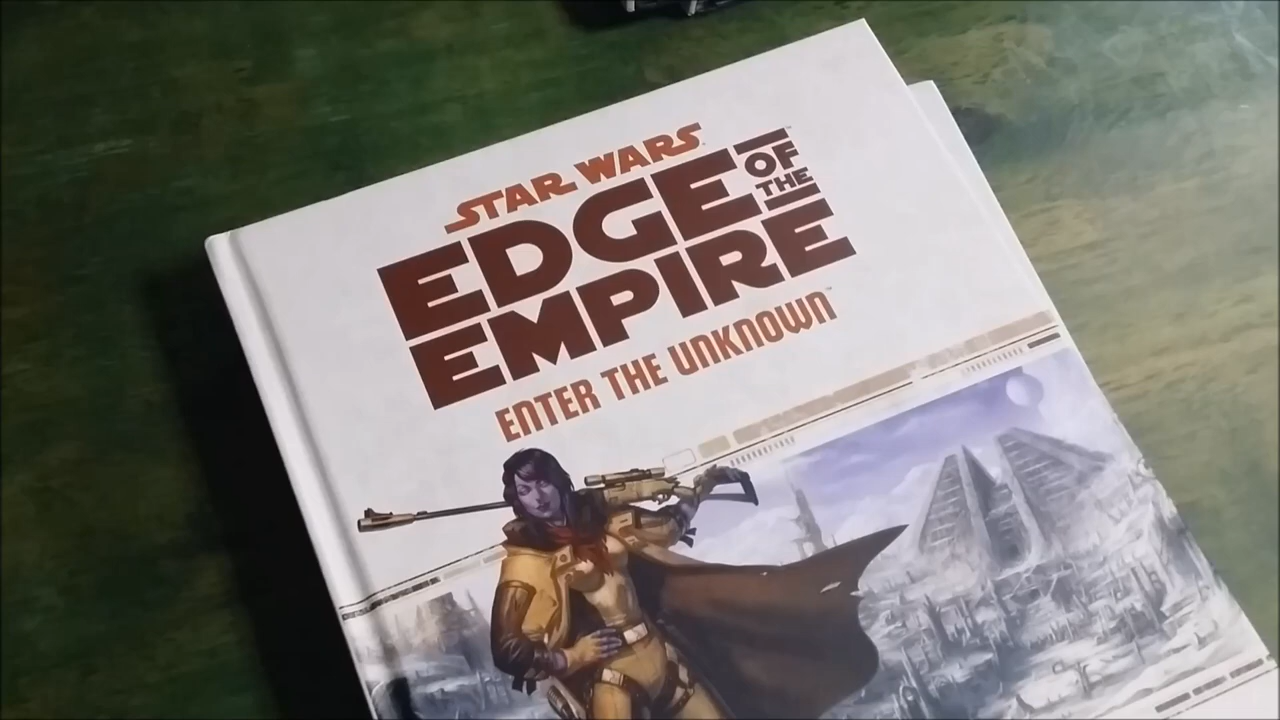 STAR WARS
EDGE OF THE
EMPIRE
ENTER THE UNKNOWN